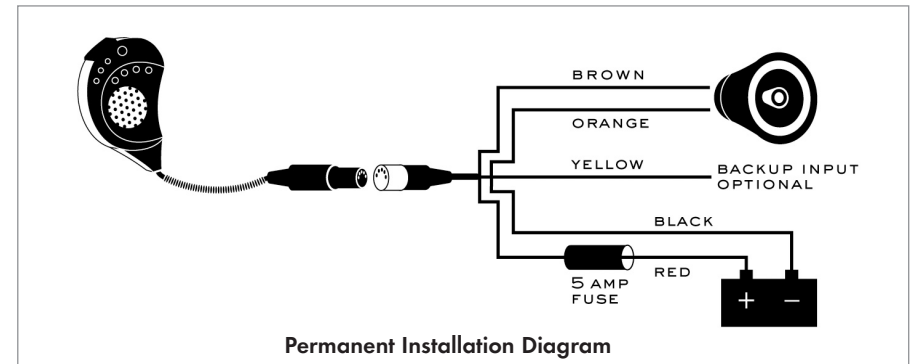 BROWN
ORANGE
YELLOW
BACKUP INPUT
OPTIONAL
BLACK
RED
5 AMP
FUSE
+ −
Permanent Installation Diagram